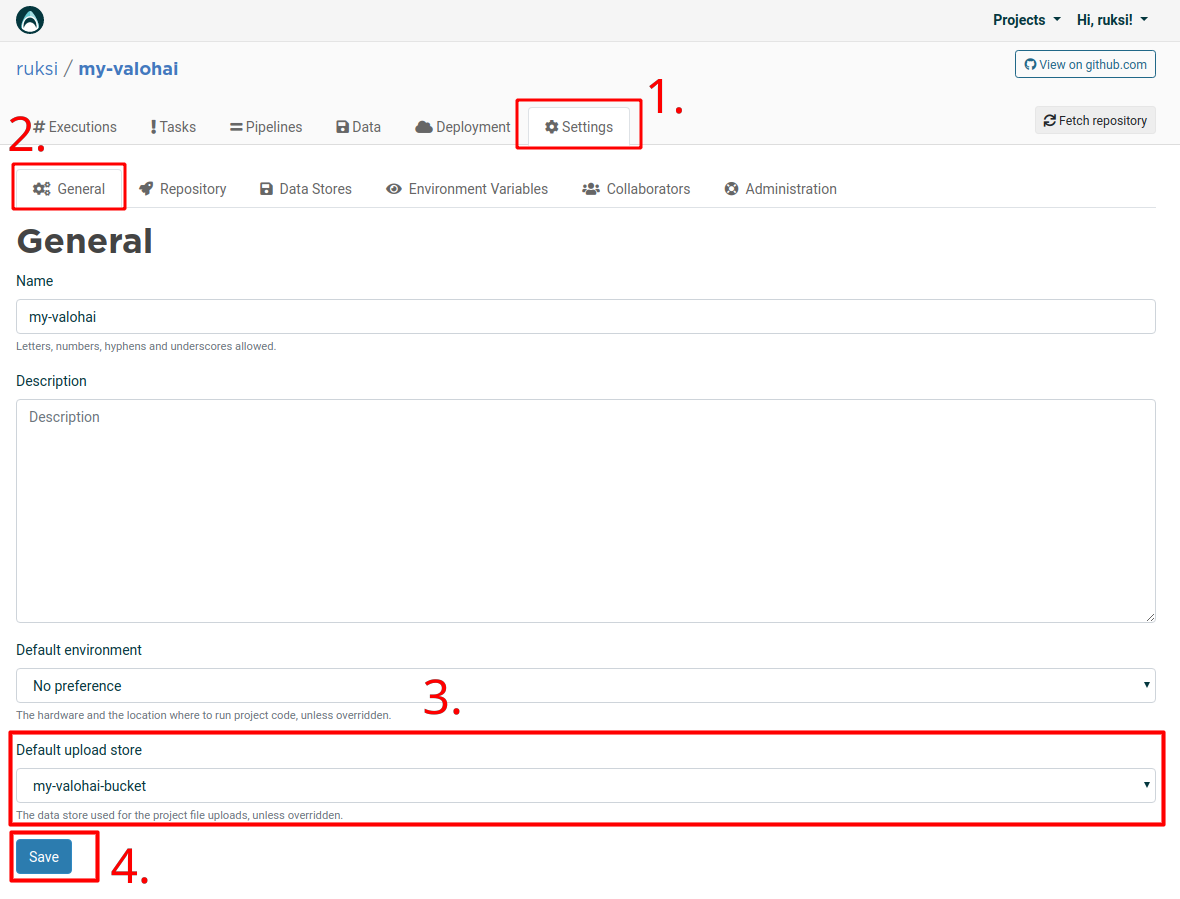 Projects Hi, ruksi!
ruksi / my-valohai
View on github.com
1.
2.
Executions Tasks Pipelines Data Deployment Settings
Fetch repository
General Repository Data Stores Environment Variables Collaborators Administration
General
Name
my-valohai
Letters, numbers, hyphens and underscores allowed.
Description
Description
Default environment
No preference
3.
The hardware and the location where to run project code, unless overridden.
Default upload store
my-valohai-bucket
The data store used for the project file uploads, unless overridden.
Save
4.